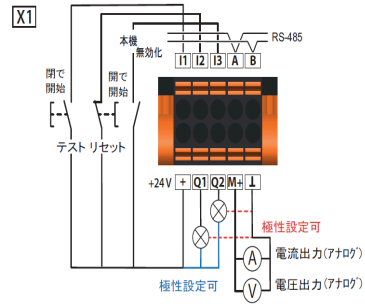 X1
本機
無効化
RS-485
I1 I2 I3 A B
閉で
開始
開で
開始
テスト リセット
+24V + Q1 Q2 M+ ⊥
極性設定可
A 電流出力(アナログ)
極性設定可
V 電圧出力(アナログ)